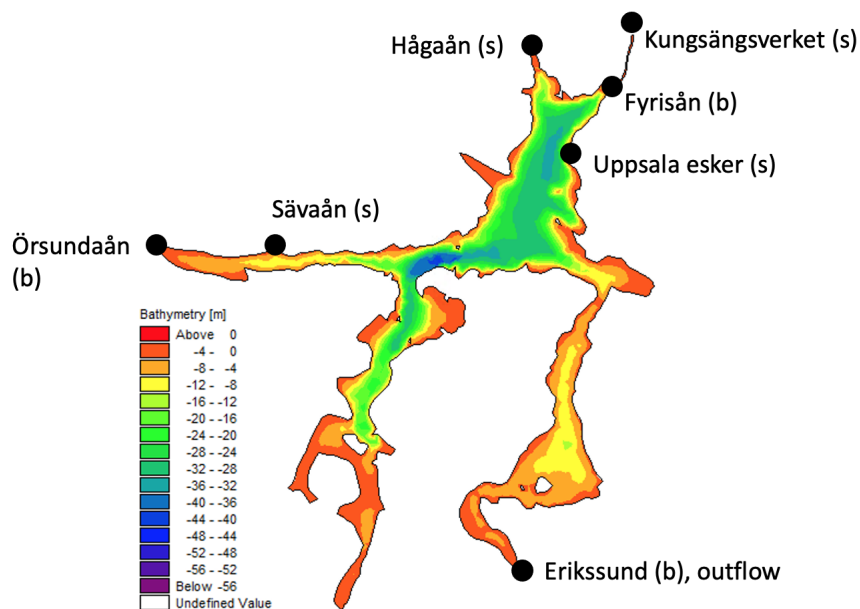 Hågaån (s)
Kungsängsverket (s)
Fyrisån (b)
Uppsala esker (s)
Sävaån (s)
Örsundaån
(b)
Bathymetry [m]
Above 0
-4 - 0
-8 - -4
-12 - -8
-16 - -12
-20 - -16
-24 - -20
-28 - -24
-32 - -28
-36 - -32
-40 - -36
-44 - -40
-48 - -44
-52 - -48
-56 - -52
Below -56
Undefined Value
Erikssund (b), outflow